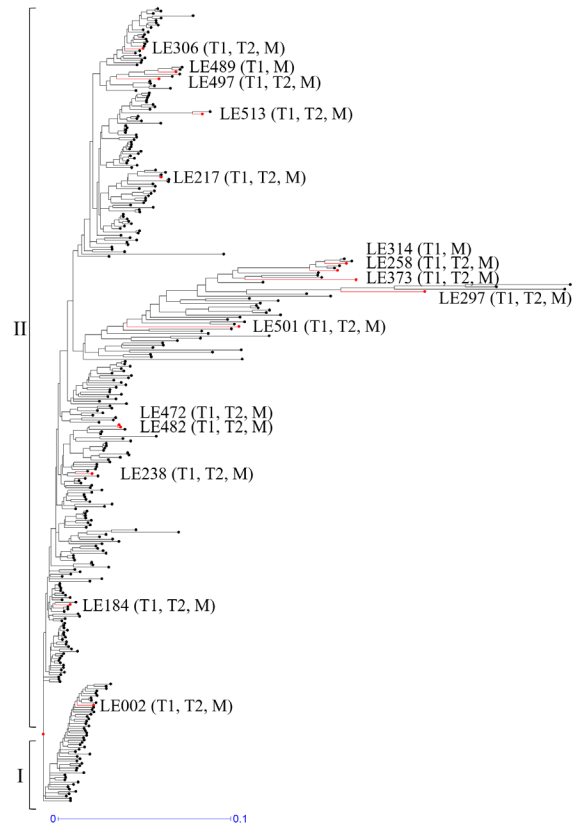 LE306 (T1, T2, M)
LE489 (T1, M)
LE497 (T1, T2, M)
LE513 (T1, T2, M)
LE217 (T1, T2, M)
LE314 (T1, M)
LE258 (T1, T2, M)
LE373 (T1, T2, M)
LE297 (T1, T2, M)
II
LE501 (T1, T2, M)
LE472 (T1, T2, M)
LE482 (T1, T2, M)
LE238 (T1, T2, M)
LE184 (T1, T2, M)
LE002 (T1, T2, M)
I
0 0.1